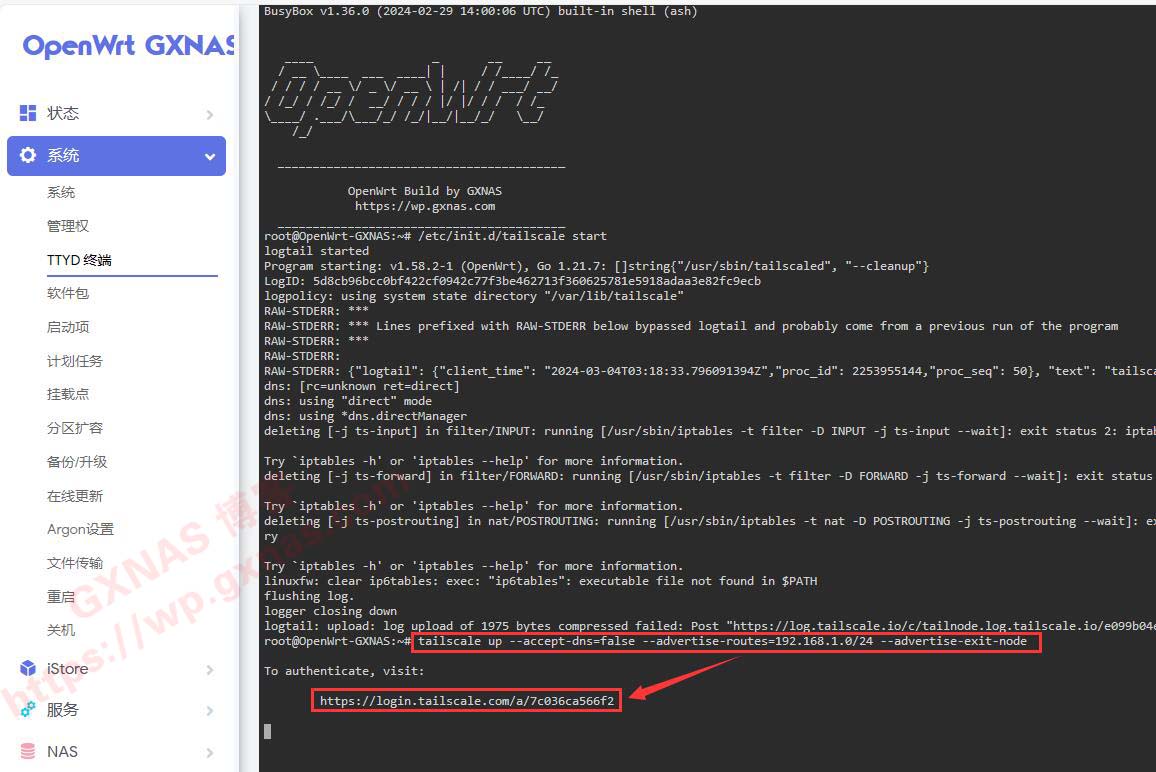 OpenWrt GXNAS
状态
系统
系统
管理权
TTYD 终端
软件包
启动项
计划任务
挂载点
分区扩容
备份/升级
在线更新
Argon设置
文件传输
重启
关机
iStore
服务
NAS
BusyBox v1.36.0 (2024-02-29 14:00:06 UTC) built-in shell (ash)
OpenWrt
OpenWrt Build by GXNAS
https://wp.gxnas.com
root@OpenWrt-GXNAS:~# /etc/init.d/tailscale start
logtail started
Program starting: v1.58.2-1 (OpenWrt), Go 1.21.7: []string{"/usr/sbin/tailscaled", "--cleanup"}
LogID: 5d8cb96bcc0bf422cf0942c77f3be462713f360625781e5918adaa3e82fc9ecb
logpolicy: using system state directory "/var/lib/tailscale"
RAW-STDERR: ***
RAW-STDERR: *** Lines prefixed with RAW-STDERR below bypassed logtail and probably come from a previous run of the program
RAW-STDERR: ***
RAW-STDERR:
RAW-STDERR: {"logtail": {"client_time": "2024-03-04T03:18:33.796091394Z","proc_id": 2253955144,"proc_seq": 50}, "text": "tailsca
dns: [rc=unknown ret=direct]
dns: using "direct" mode
dns: using *dns.directManager
deleting [-j ts-input] in filter/INPUT: running [/usr/sbin/iptables -t filter -D INPUT -j ts-input --wait]: exit status 2: iptab
Try `iptables -h' or 'iptables --help' for more information.
deleting [-j ts-forward] in filter/FORWARD: running [/usr/sbin/iptables -t filter -D FORWARD -j ts-forward --wait]: exit status
Try `iptables -h' or 'iptables --help' for more information.
deleting [-j ts-postrouting] in nat/POSTROUTING: running [/usr/sbin/iptables -t nat -D POSTROUTING -j ts-postrouting --wait]: ex
ry
Try `iptables -h' or 'iptables --help' for more information.
linuxfw: clear ip6tables: exec: "ip6tables": executable file not found in $PATH
flushing log.
logger closing down
logtail: upload: log upload of 1975 bytes compressed failed: Post "https://log.tailscale.io/c/tailnode.log.tailscale.io/e099b04e
root@OpenWrt-GXNAS:~# tailscale up --accept-dns=false --advertise-routes=192.168.1.0/24 --advertise-exit-node
To authenticate, visit:
https://login.tailscale.com/a/7c036ca566f2
GXNAS 博客
https://wp.gxnas.com